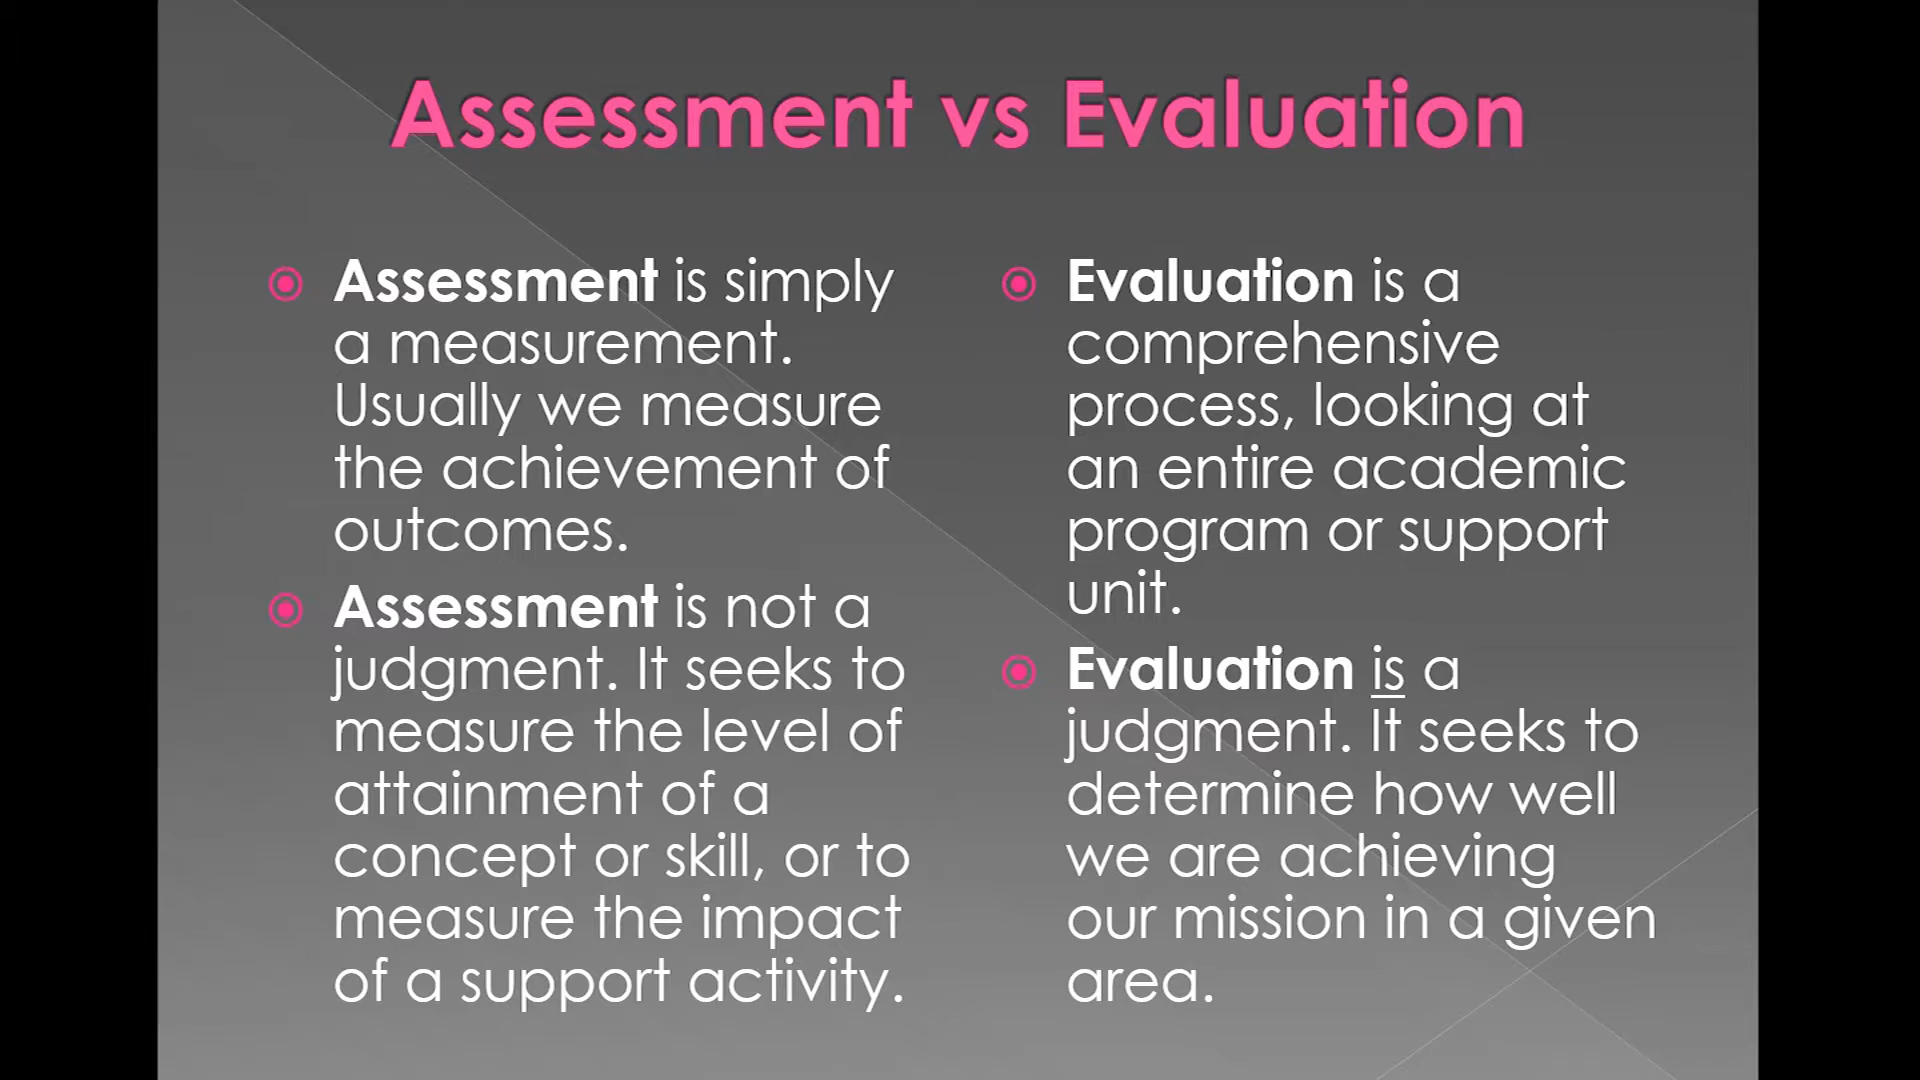 Assessment vs Evaluation
Assessment is simply
a measurement.
Usually we measure
the achievement of
outcomes.
Assessment is not a
judgment. It seeks to
measure the level of
attainment of a
concept or skill, or to
measure the impact
of a support activity.
Evaluation is a
comprehensive
process, looking at
an entire academic
program or support
unit.
Evaluation is a
judgment. It seeks to
determine how well
we are achieving
our mission in a given
area.